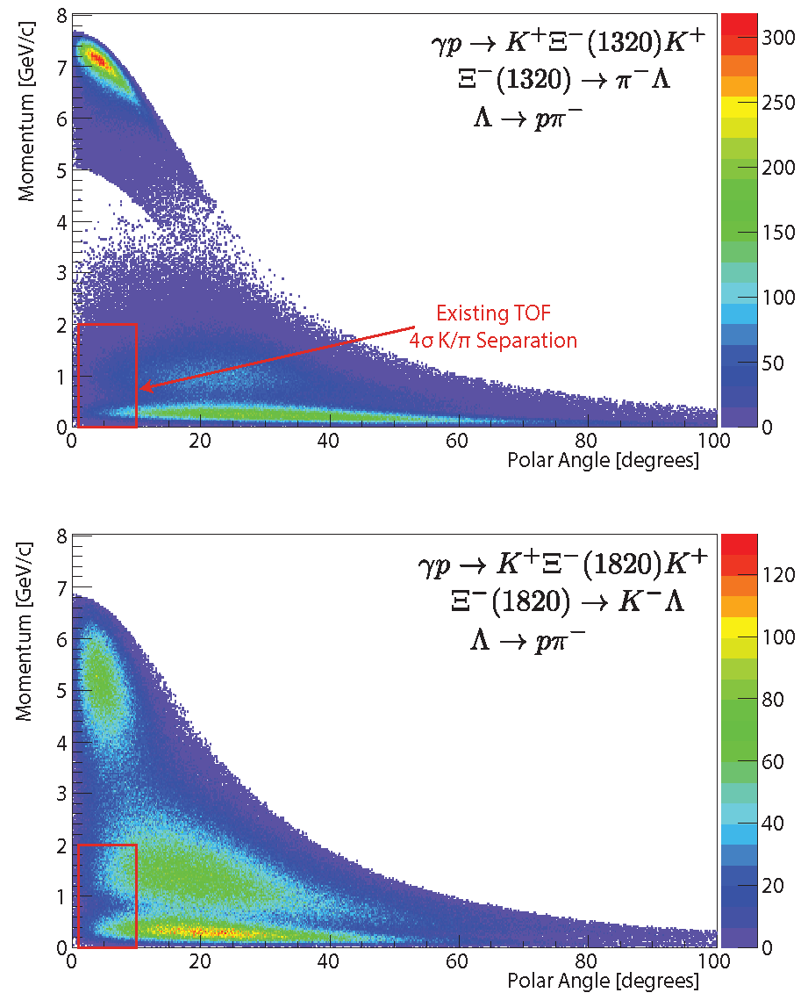 γp → K⁺Ξ⁻(1320)K⁺
Ξ⁻(1320) → π⁻Λ
Λ → pπ⁻
Momentum [GeV/c]
8
7
6
5
4
3
2
1
0
Existing TOF
4σ K/π Separation
0 20 40 60 80 100
Polar Angle [degrees]
300
250
200
150
100
50
0
γp → K⁺Ξ⁻(1820)K⁺
Ξ⁻(1820) → K⁻Λ
Λ → pπ⁻
Momentum [GeV/c]
8
7
6
5
4
3
2
1
0
0 20 40 60 80 100
Polar Angle [degrees]
120
100
80
60
40
20
0